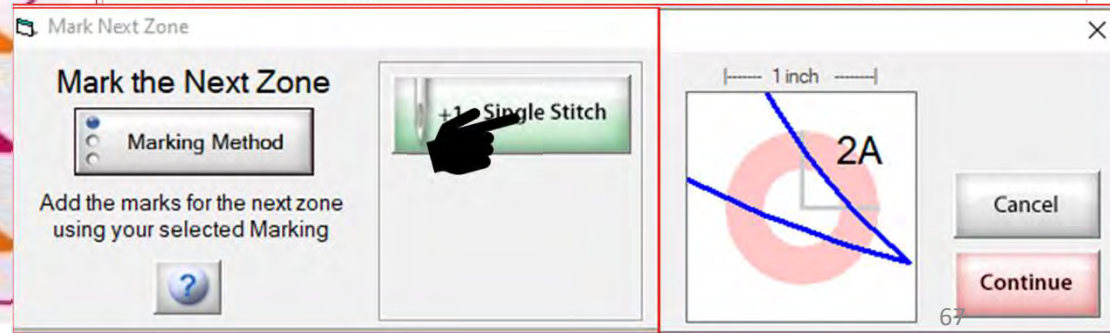 Mark Next Zone
Mark the Next Zone
Marking Method
Add the marks for the next zone
using your selected Marking
?
+1 Single Stitch
1 inch
2A
Cancel
Continue
67